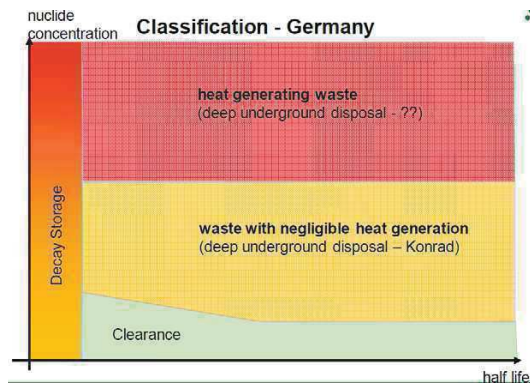 nuclide
concentration
Classification - Germany
heat generating waste
(deep underground disposal - ??)
Decay Storage
waste with negligible heat generation
(deep underground disposal – Konrad)
Clearance
half life